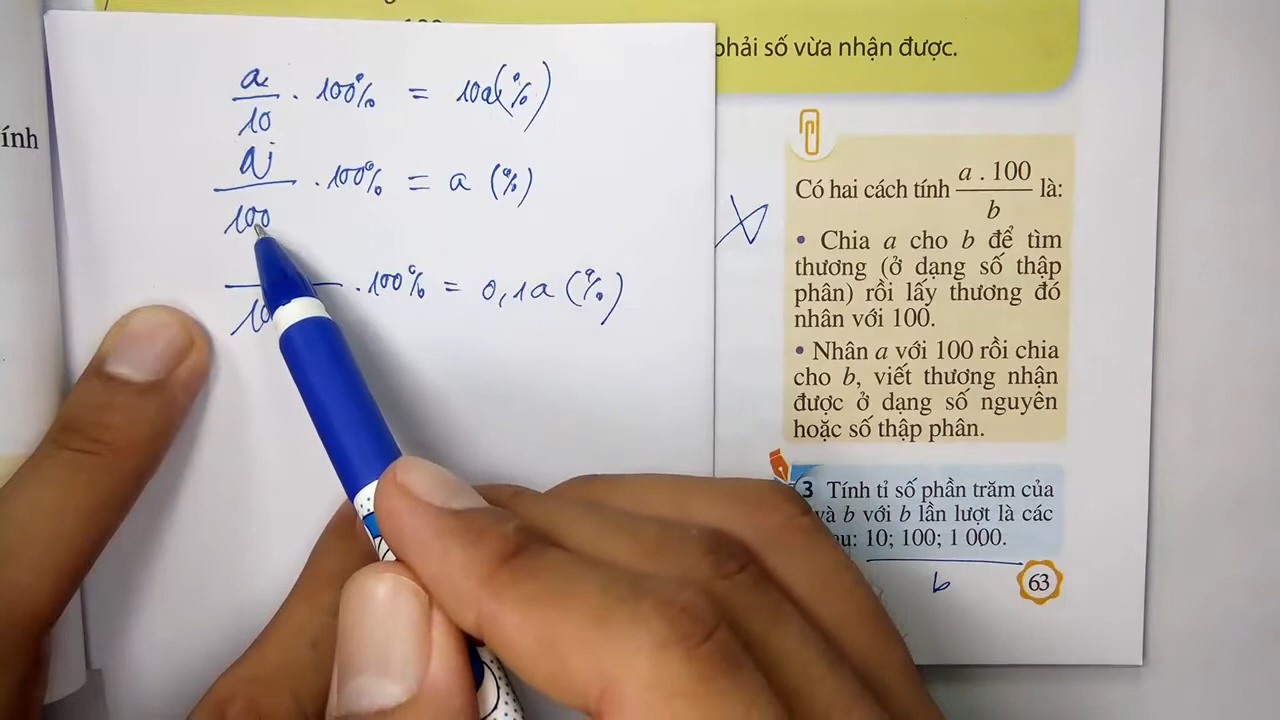 phải số vừa nhận được.
ính
a/10 . 100% = 10a(%)
a/100 . 100% = a (%)
. 100% = 0,1a (%)
Có hai cách tính a . 100/b là:
• Chia a cho b để tìm
thương (ở dạng số thập
phân) rồi lấy thương đó
nhân với 100.
• Nhân a với 100 rồi chia
cho b, viết thương nhận
được ở dạng số nguyên
hoặc số thập phân.
3 Tính tỉ số phần trăm của
và b với b lần lượt là các
au: 10; 100; 1 000.
b
63